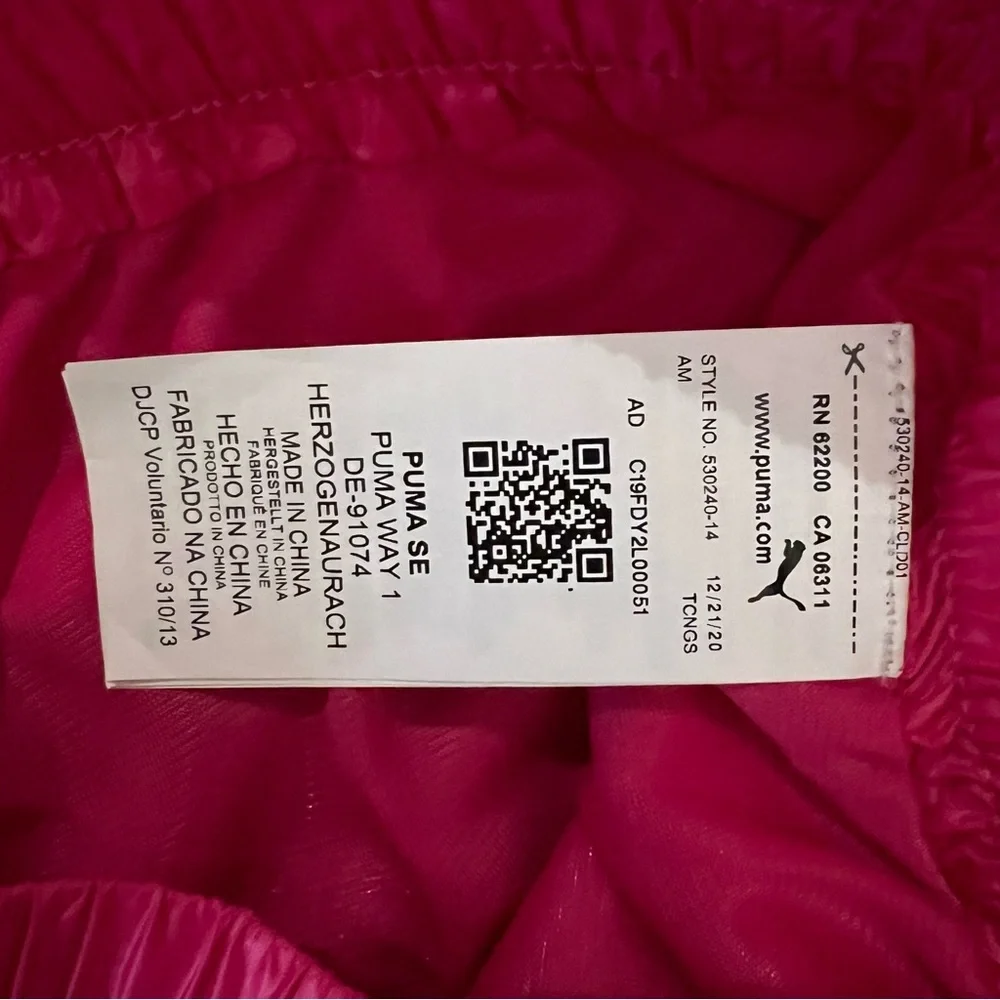 530240-14-AM-CL.D01
RN 62200 CA 06311
www.puma.com
STYLE NO. 530240-14 12/21/20
AM TCNGS
AD C19FDY2L00051
PUMA SE
PUMA WAY 1
DE-91074
HERZOGENAURACH
MADE IN CHINA
HERGESTELLT IN CHINA
FABRIQUÉ EN CHINE
HECHO EN CHINA
PRODOTTO IN CHINA
FABRICADO NA CHINA
DJCP Voluntario Nº 310/13